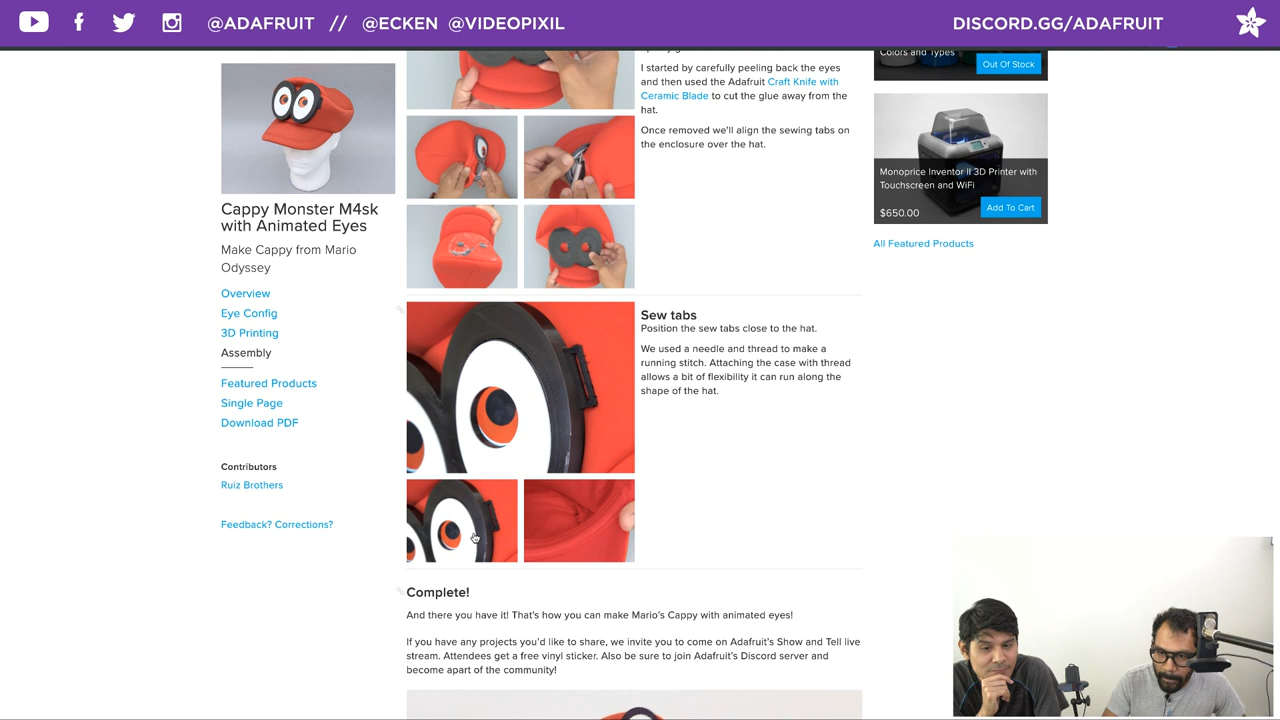 @ADAFRUIT // @ECKEN @VIDEOPIXIL
DISCORD.GG/ADAFRUIT
Cappy Monster M4sk
with Animated Eyes
Make Cappy from Mario
Odyssey
Overview
Eye Config
3D Printing
Assembly
Featured Products
Single Page
Download PDF
Contributors
Ruiz Brothers
Feedback? Corrections?
I started by carefully peeling back the eyes
and then used the Adafruit Craft Knife with
Ceramic Blade to cut the glue away from the
hat.
Once removed we'll align the sewing tabs on
the enclosure over the hat.
Sew tabs
Position the sew tabs close to the hat.
We used a needle and thread to make a
running stitch. Attaching the case with thread
allows a bit of flexibility it can run along the
shape of the hat.
Complete!
And there you have it! That's how you can make Mario's Cappy with animated eyes!
If you have any projects you'd like to share, we invite you to come on Adafruit's Show and Tell live
stream. Attendees get a free vinyl sticker. Also be sure to join Adafruit's Discord server and
become apart of the community!
Colors and Types
Out Of Stock
Monoprice Inventor II 3D Printer with
Touchscreen and WiFi
$650.00
Add To Cart
All Featured Products